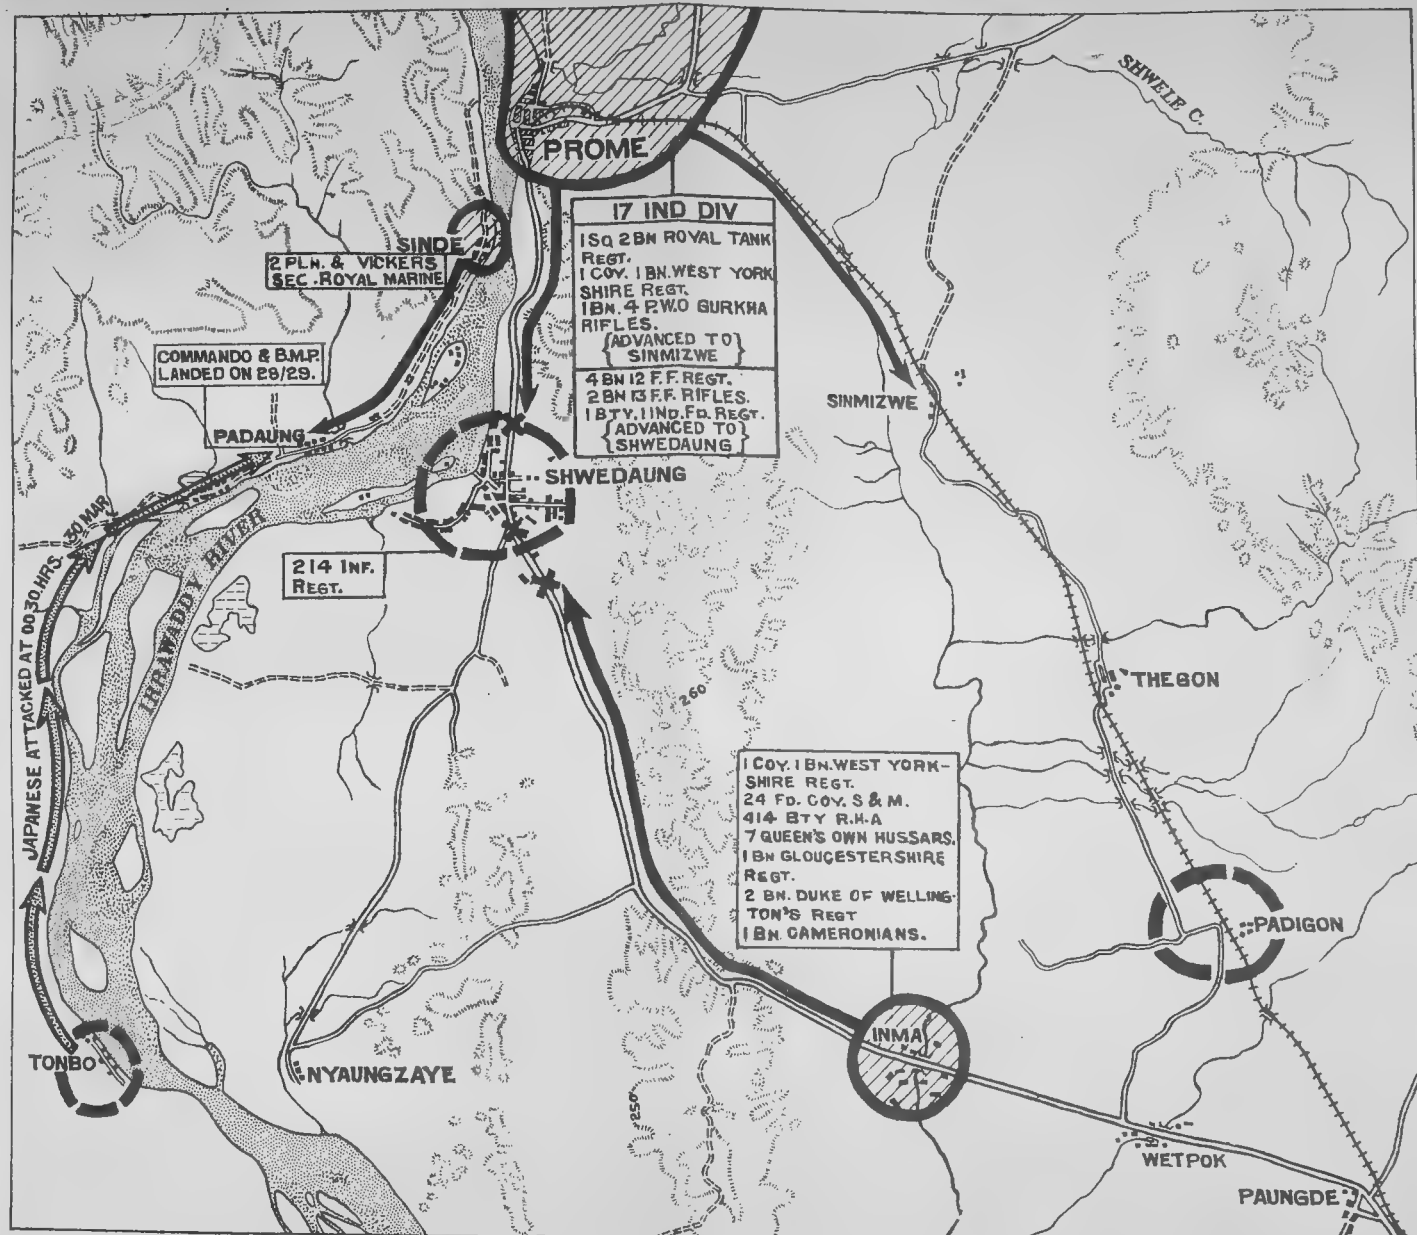 SHWELE C.
PROME
17 IND DIV
1 SQ 2 BN ROYAL TANK
REGT.
1 COY. 1 BN. WEST YORK
SHIRE REGT.
1 BN. 4 P.W.O GURKHA
RIFLES.
{ADVANCED TO}
{SINMIZWE}
4 BN 12 F.F. REGT.
2 BN 13 F.F. RIFLES.
1 BTY. 1 IND. FD. REGT.
{ADVANCED TO}
{SHWEDAUNG}
SINDE
2 PLN. & VICKERS
SEC. ROYAL MARINE
COMMANDO & B.M.P.
LANDED ON 28/29.
PADAUNG
SINMIZWE
SHWEDAUNG
JAPANESE ATTACKED AT 00 30 HRS. 30 MAR
IRRAWADDY RIVER
214 INF.
REGT.
260
THEGON
1 COY. 1 BN. WEST YORK-
SHIRE REGT.
24 FD. COY. S & M.
414 BTY R.H.A
7 QUEEN'S OWN HUSSARS.
1 BN GLOUCESTERSHIRE
REGT.
2 BN. DUKE OF WELLING-
TON'S REGT
1 BN. CAMERONIANS.
PADIGON
TONBO
NYAUNGZAYE
INMA
250
WETPOK
PAUNGDE